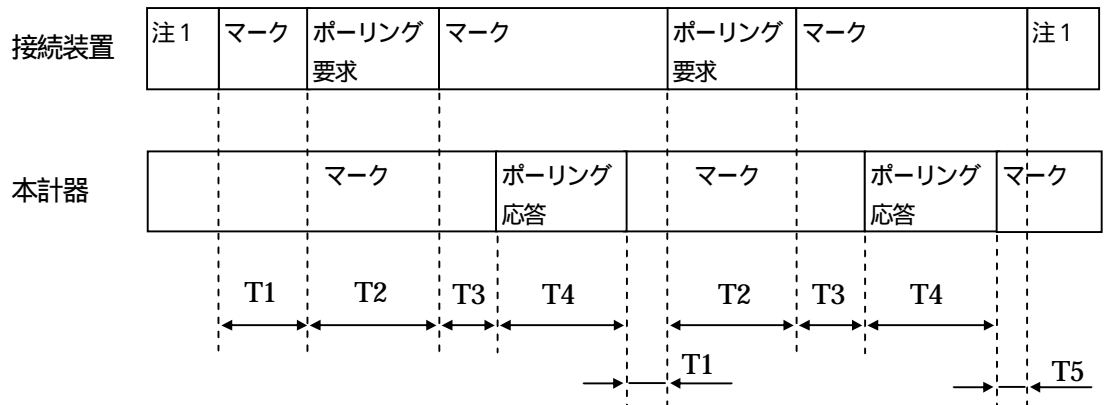 接続装置
注1
マーク
ポーリング
要求
マーク
ポーリング
要求
マーク
注1
本計器
マーク
ポーリング
応答
マーク
ポーリング
応答
マーク
T1
T2
T3
T4
T2
T3
T4
T1
T5